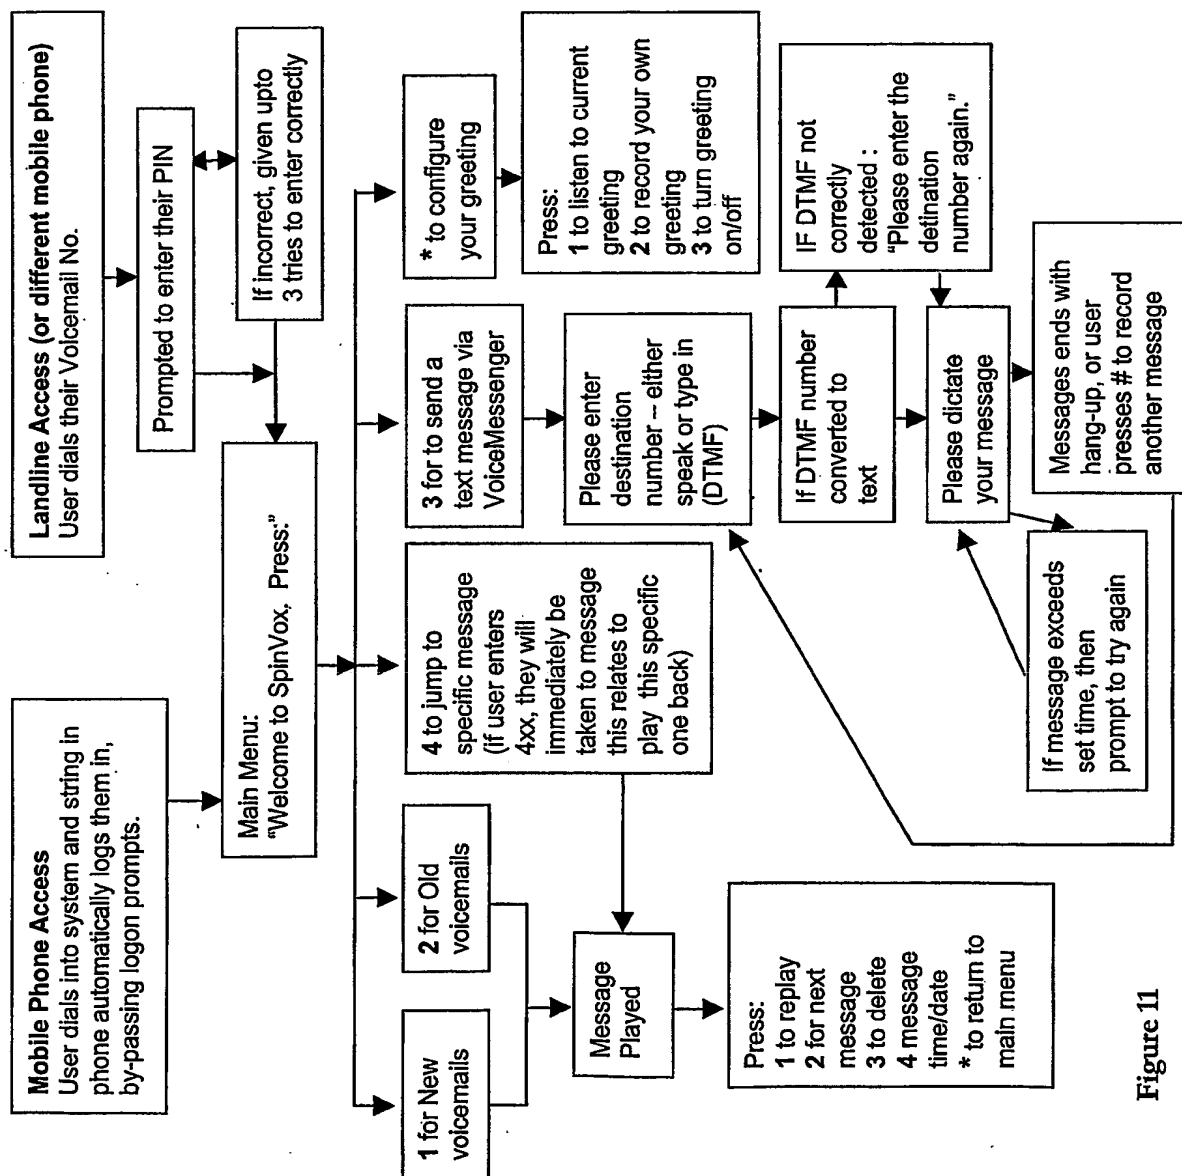 Mobile Phone Access
User dials into system and string in
phone automatically logs them in,
by-passing logon prompts.
Landline Access (or different mobile phone)
User dials their Voicemail No.
Prompted to enter their PIN
If incorrect, given upto
3 tries to enter correctly
Main Menu:
“Welcome to SpinVox, Press:”
1 for New
voicemails
2 for Old
voicemails
4 to jump to
specific message
(if user enters
4xx, they will
immediately be
taken to message
this relates to
play this specific
one back)
3 for to send a
text message via
VoiceMessenger
* to configure
your greeting
Message
Played
Please enter
destination
number -- either
speak or type in
(DTMF)
Press:
1 to listen to current
greeting
2 to record your own
greeting
3 to turn greeting
on/off
Press:
1 to replay
2 for next
message
3 to delete
4 message
time/date
* to return to
main menu
If DTMF number
converted to
text
IF DTMF not
correctly
detected :
“Please enter the
detination
number again.”
Please dictate
your message
If message exceeds
set time, then
prompt to try again
Messages ends with
hang-up, or user
presses # to record
another message
Figure 11